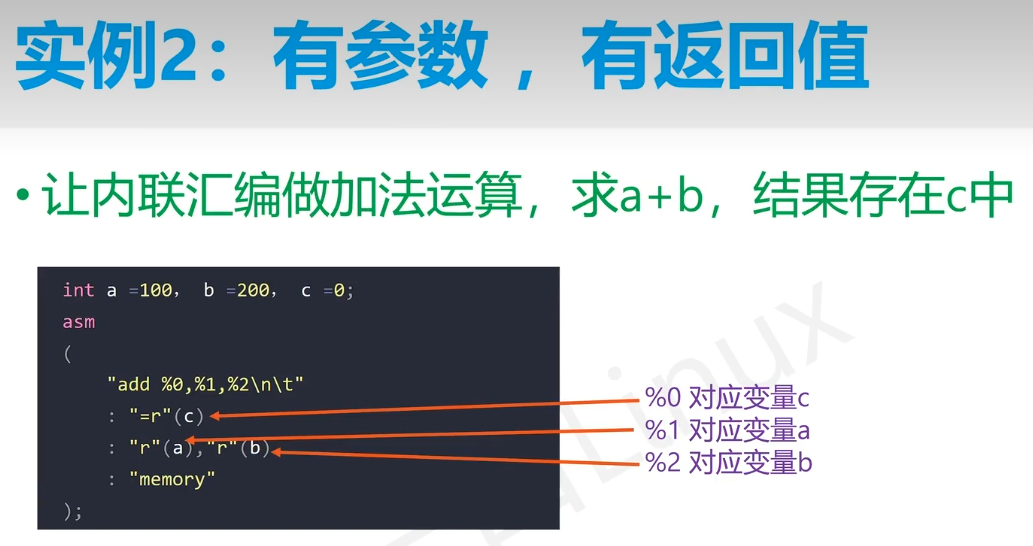 实例2：有参数，有返回值
• 让内联汇编做加法运算，求a+b，结果存在c中
int a =100， b =200， c =0;
asm
(
"add %0,%1,%2\n\t"
: "=r"(c)
: "r"(a),"r"(b)
: "memory"
);
%0 对应变量c
%1 对应变量a
%2 对应变量b
Linux